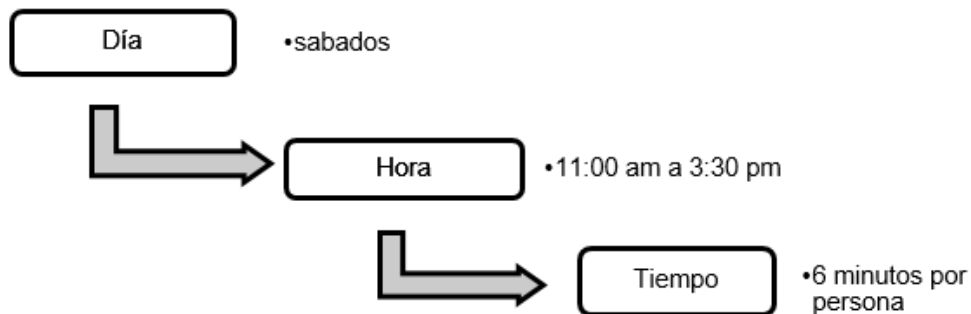 Día
•sabados
Hora
•11:00 am a 3:30 pm
Tiempo
•6 minutos por
persona